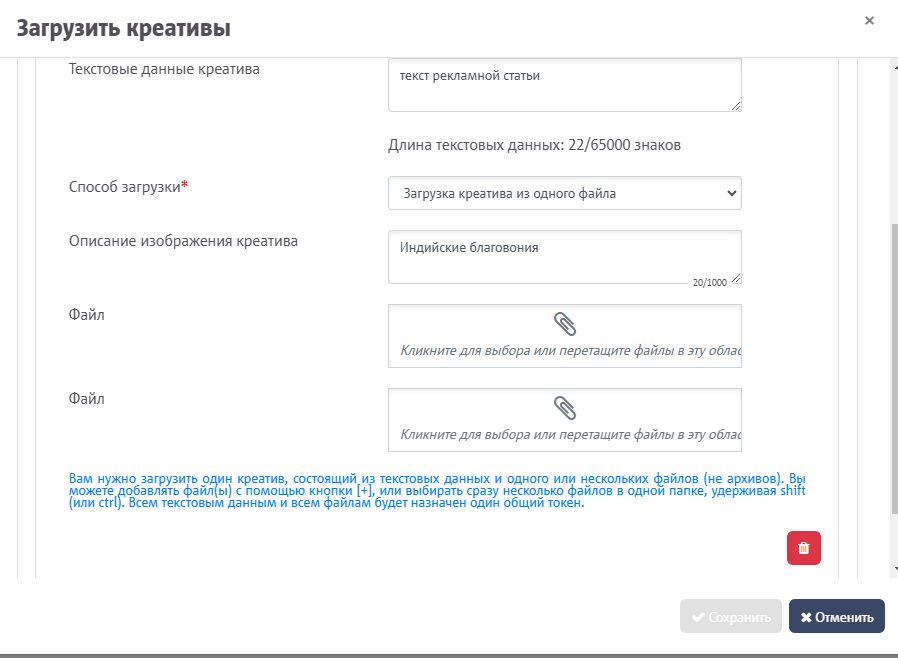 Загрузить креативы
×
Текстовые данные креатива
текст рекламной статьи
Длина текстовых данных: 22/65000 знаков
Способ загрузки*
Загрузка креатива из одного файла
Описание изображения креатива
Индийские благовония
20/1000
Файл
Кликните для выбора или перетащите файлы в эту облас
Файл
Кликните для выбора или перетащите файлы в эту облас
Вам нужно загрузить один креатив, состоящий из текстовых данных и одного или нескольких файлов (не архивов). Вы
можете добавлять файл(ы) с помощью кнопки [+], или выбирать сразу несколько файлов в одной папке, удерживая shift
(или ctrl). Всем текстовым данным и всем файлам будет назначен один общий токен.
Сохранить
Отменить